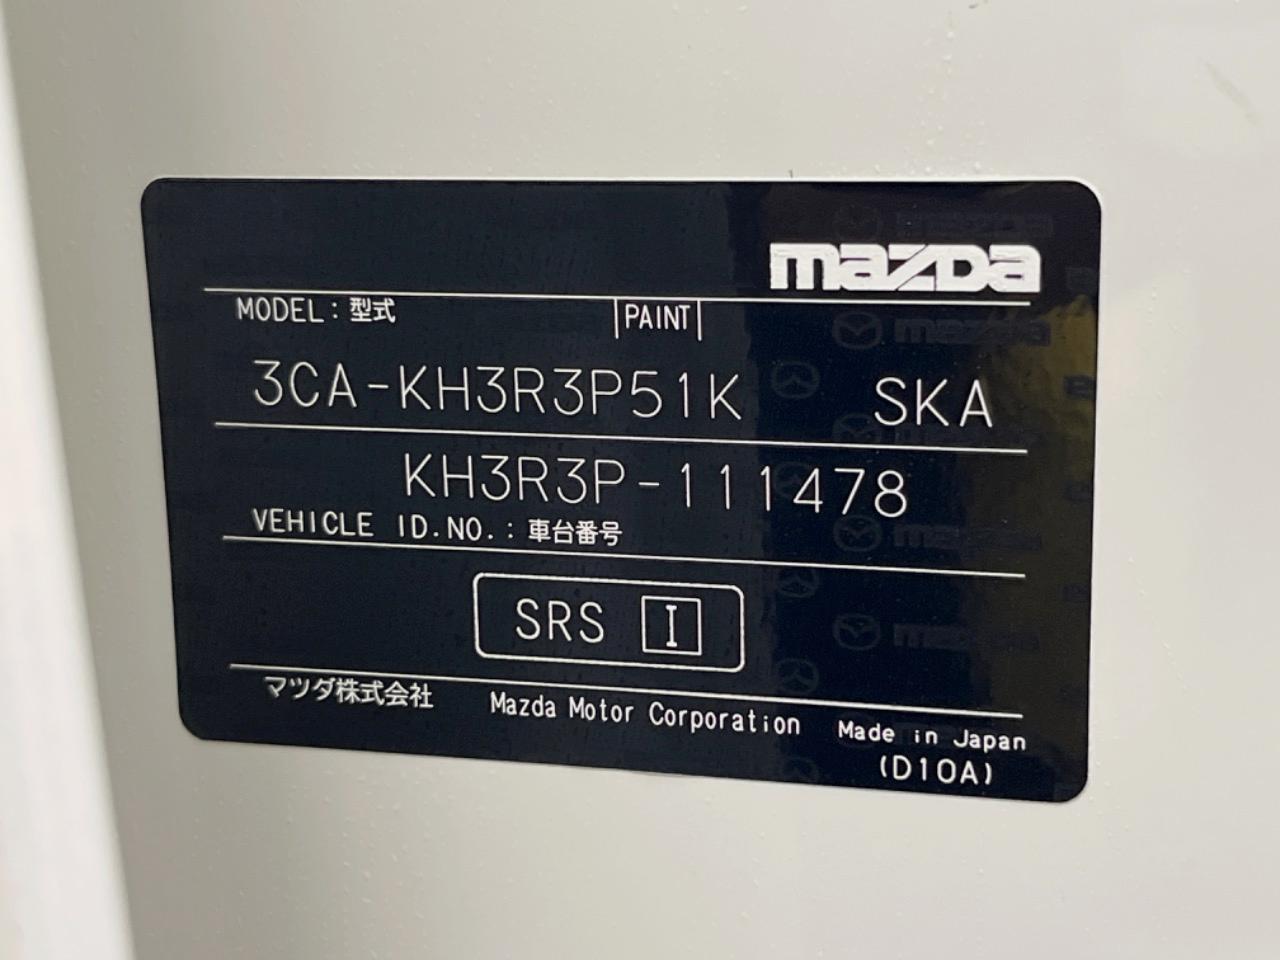 mazda
MODEL: 型式 PAINT
3CA-KH3R3P51K SKA
KH3R3P-111478
VEHICLE ID.NO.: 車台番号
SRS I
マツダ株式会社 Mazda Motor Corporation Made in Japan
(D10A)